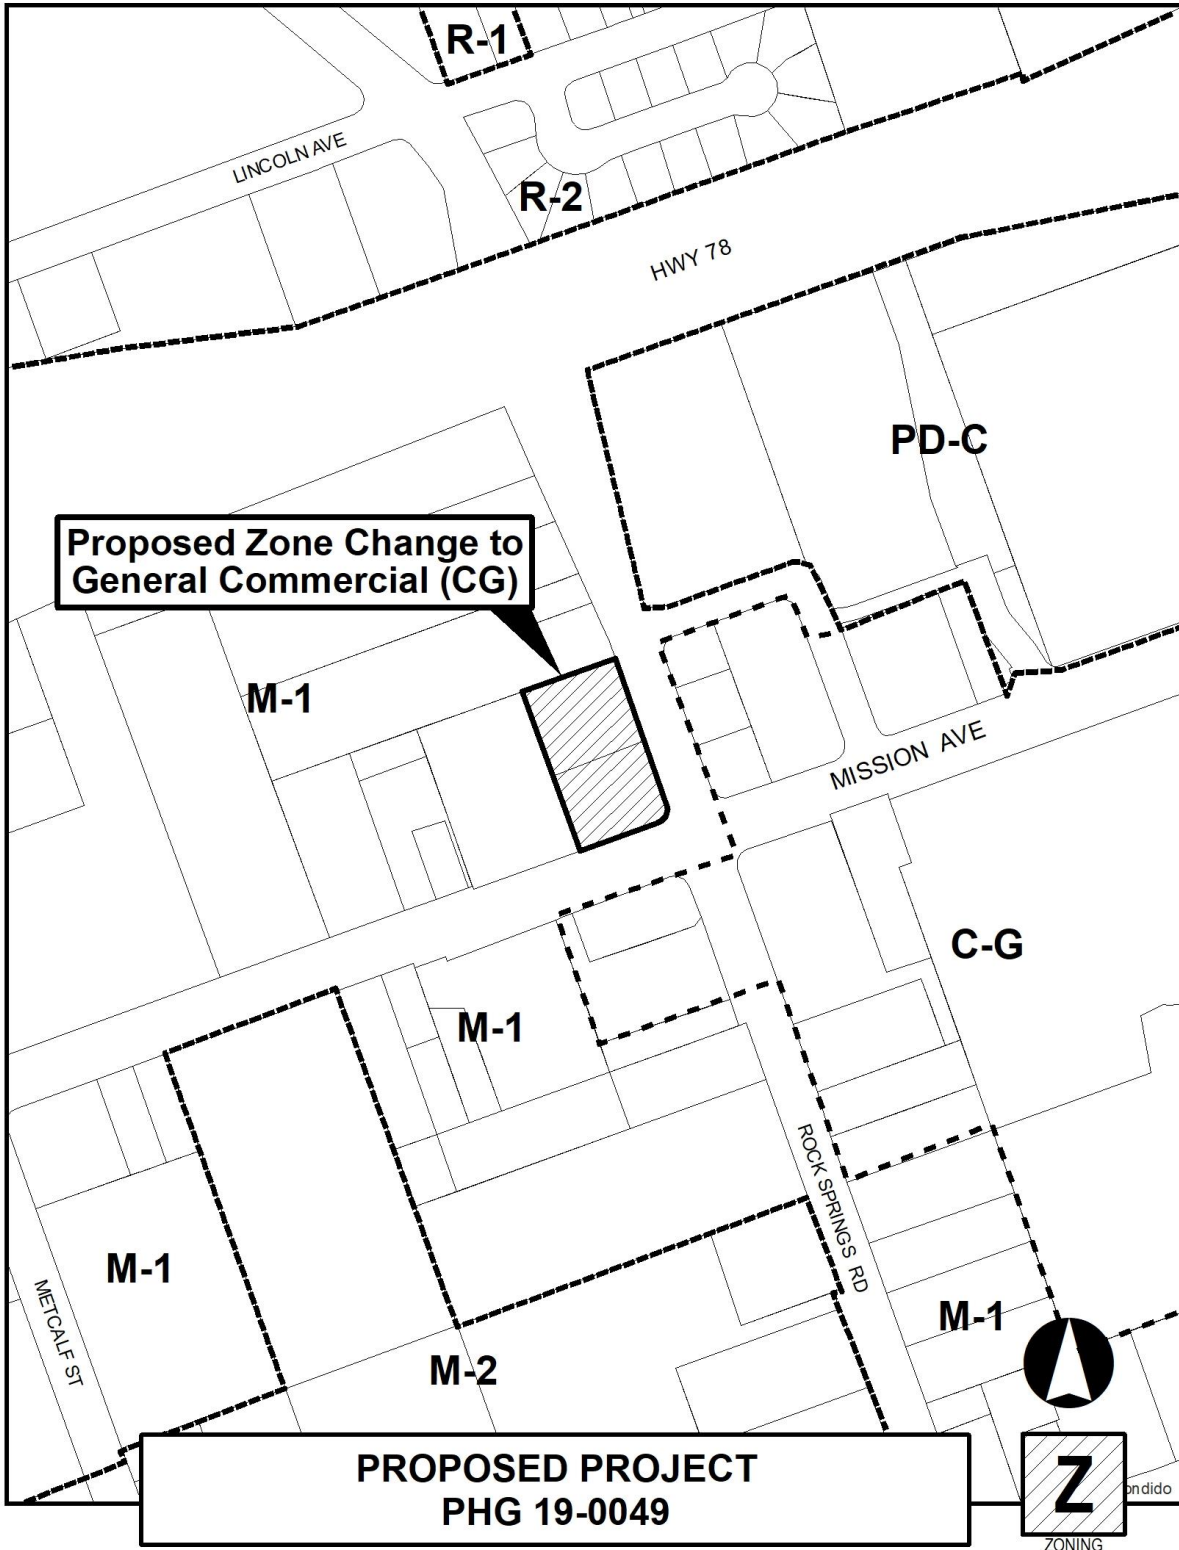 R-1
LINCOLN AVE
R-2
HWY 78
PD-C
Proposed Zone Change to
General Commercial (CG)
M-1
MISSION AVE
C-G
M-1
ROCK SPRINGS RD
M-1
METCALF ST
M-1
M-2
PROPOSED PROJECT
PHG 19-0049
Z
ondido
ZONING